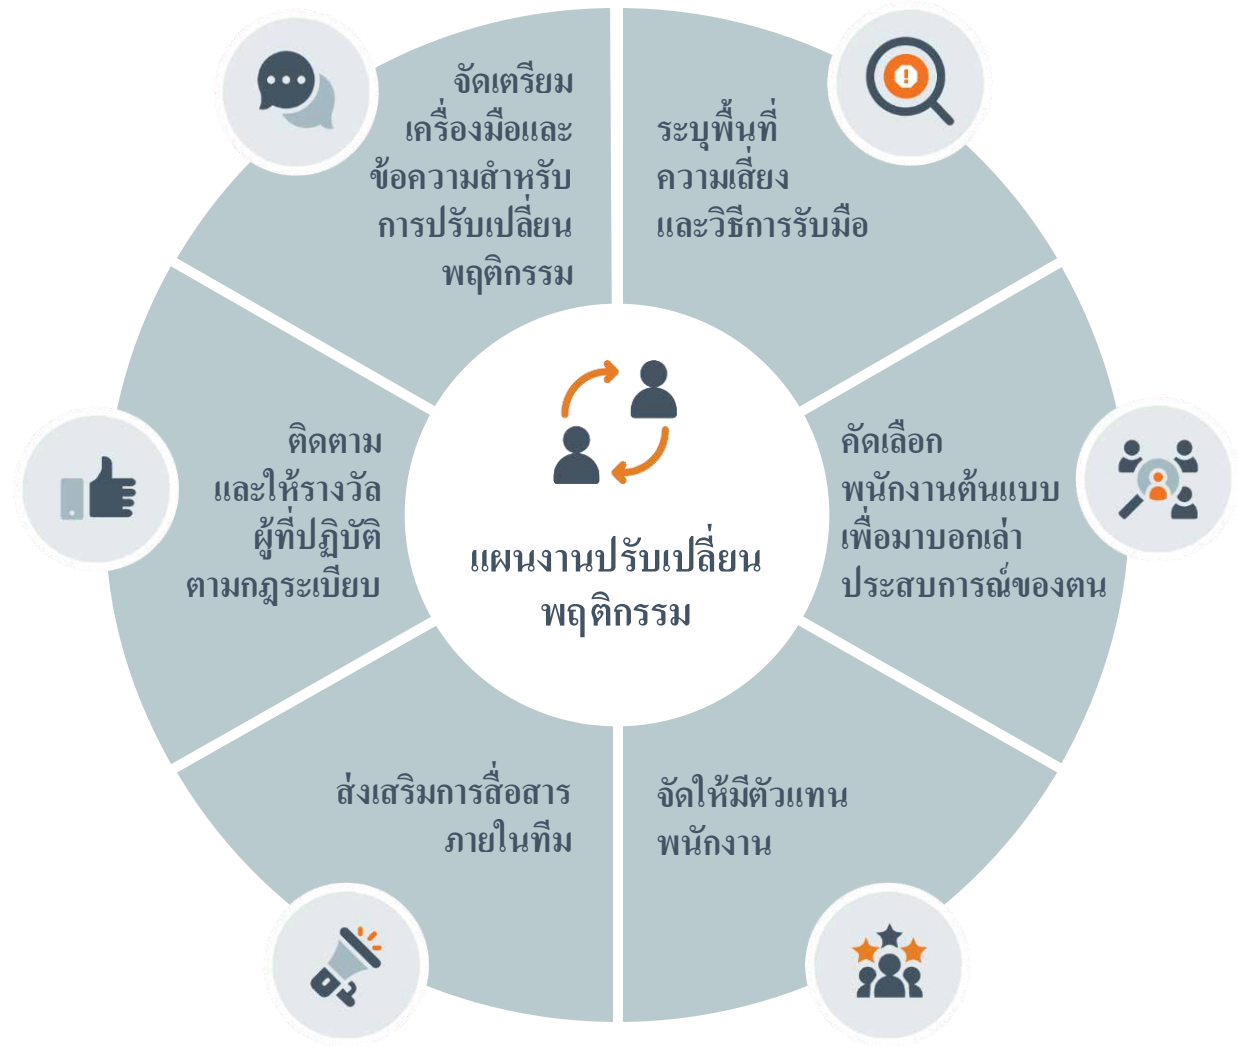 จัดเตรียม
เครื่องมือและ
ข้อความสำหรับ
การปรับเปลี่ยน
พฤติกรรม
ระบุพื้นที่
ความเสี่ยง
และวิธีการรับมือ
ติดตาม
และให้รางวัล
ผู้ที่ปฏิบัติ
ตามกฎระเบียบ
แผนงานปรับเปลี่ยน
พฤติกรรม
คัดเลือก
พนักงานต้นแบบ
เพื่อมาบอกเล่า
ประสบการณ์ของตน
ส่งเสริมการสื่อสาร
ภายในทีม
จัดให้มีตัวแทน
พนักงาน